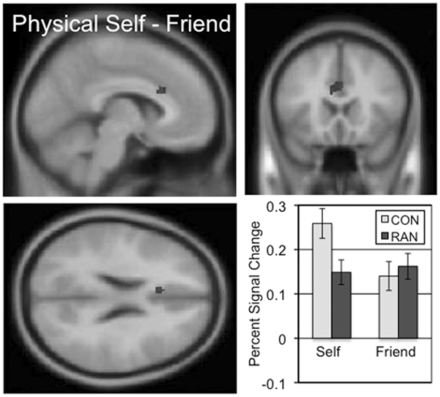 Physical Self - Friend
0.3
CON
RAN
0.2
0.1
0
Self Friend
-0.1
Percent Signal Change